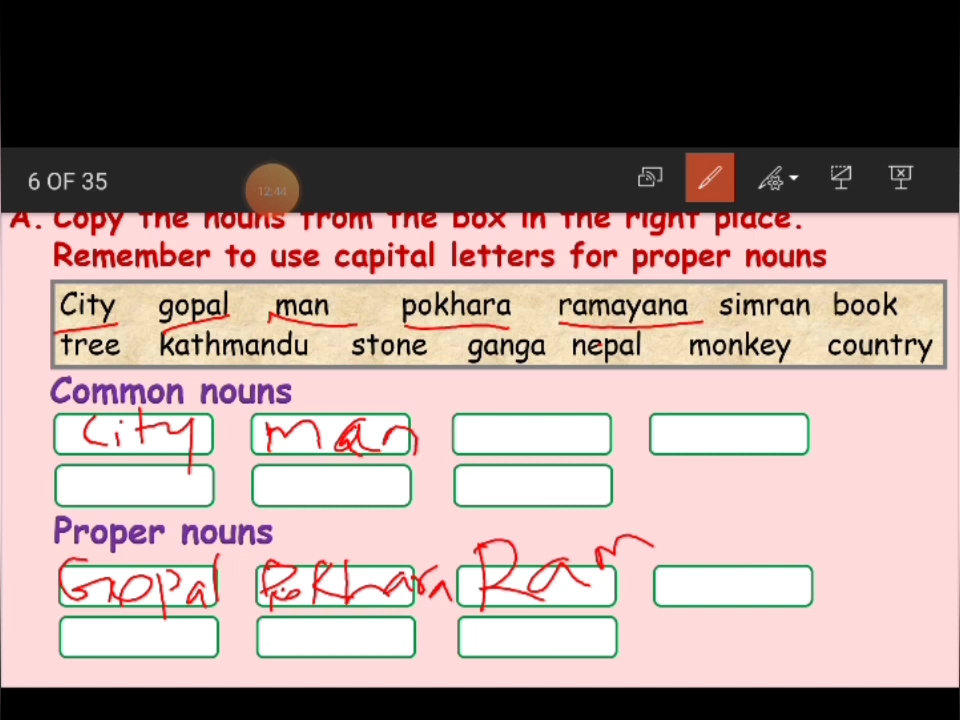 6 OF 35
12:44
A. Copy the nouns from the box in the right place.
Remember to use capital letters for proper nouns
City gopal man pokhara ramayana simran book
tree kathmandu stone ganga nepal monkey country
Common nouns
City man
Proper nouns
Gopal Pokhara Ram